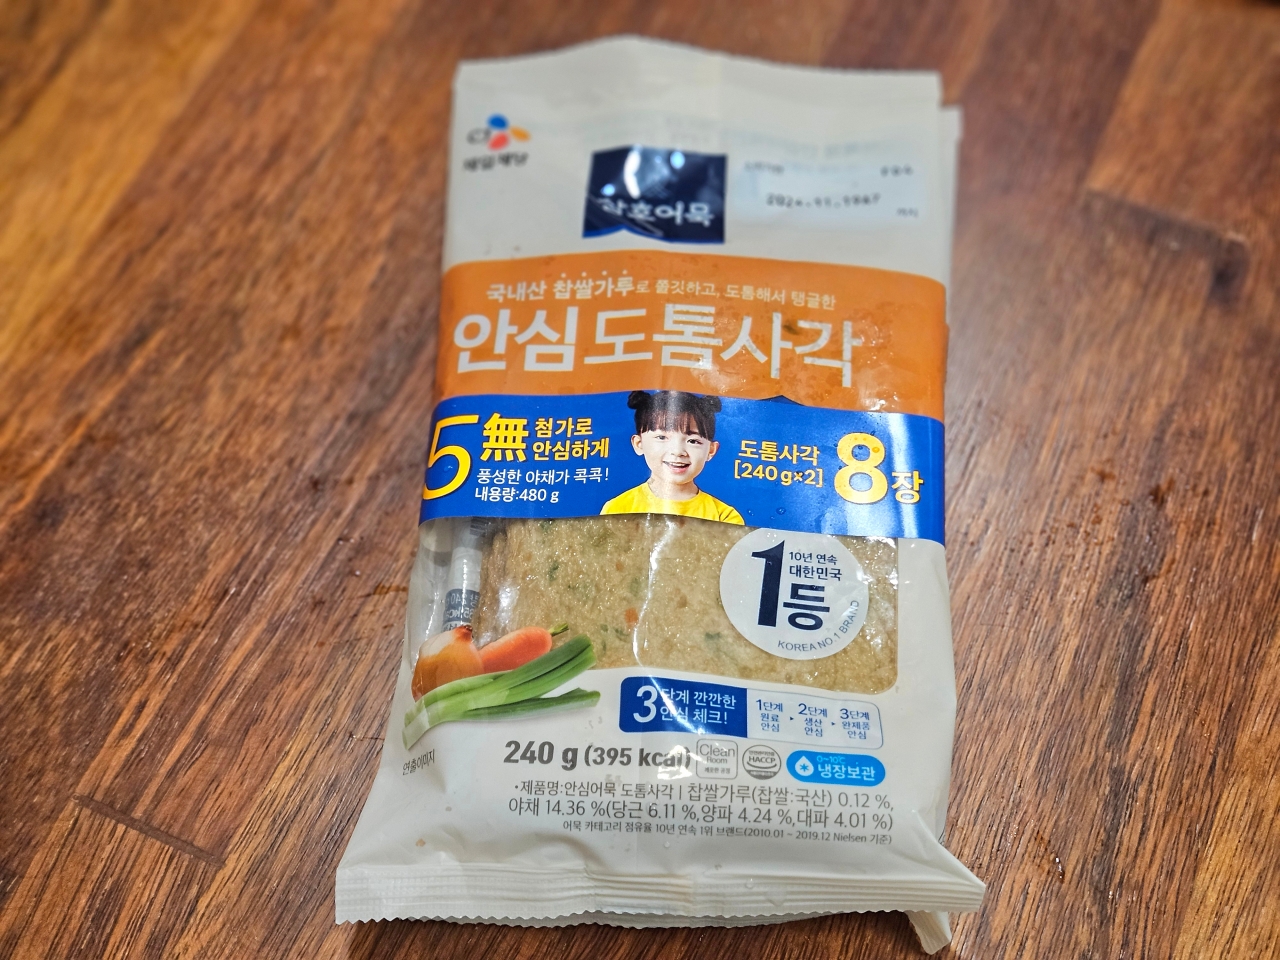 CJ
제일제당
삼호어묵
까지
국내산 찹쌀가루로 쫄깃하고, 도톰해서 탱글한
안심도톰사각
5無 첨가로
안심하게
풍성한 야채가 콕콕!
내용량:480 g
도톰사각
[240 g×2]
8장
10년 연속
대한민국
1등
KOREA NO.1 BRAND
3단계 깐깐한
안심 체크!
1단계
원료
안심
2단계
생산
안심
3단계
완제품
안심
연출이미지
240 g (395 kcal)
Clean
Room
HACCP
0~10℃
냉장보관
•제품명:안심어묵 도톰사각 | 찹쌀가루(찹쌀:국산) 0.12 %,
야채 14.36 %(당근 6.11 %,양파 4.24 %,대파 4.01 %)
어묵 카테고리 점유율 10년 연속 1위 브랜드(2010.01 ~ 2019.12 Nielsen 기준)